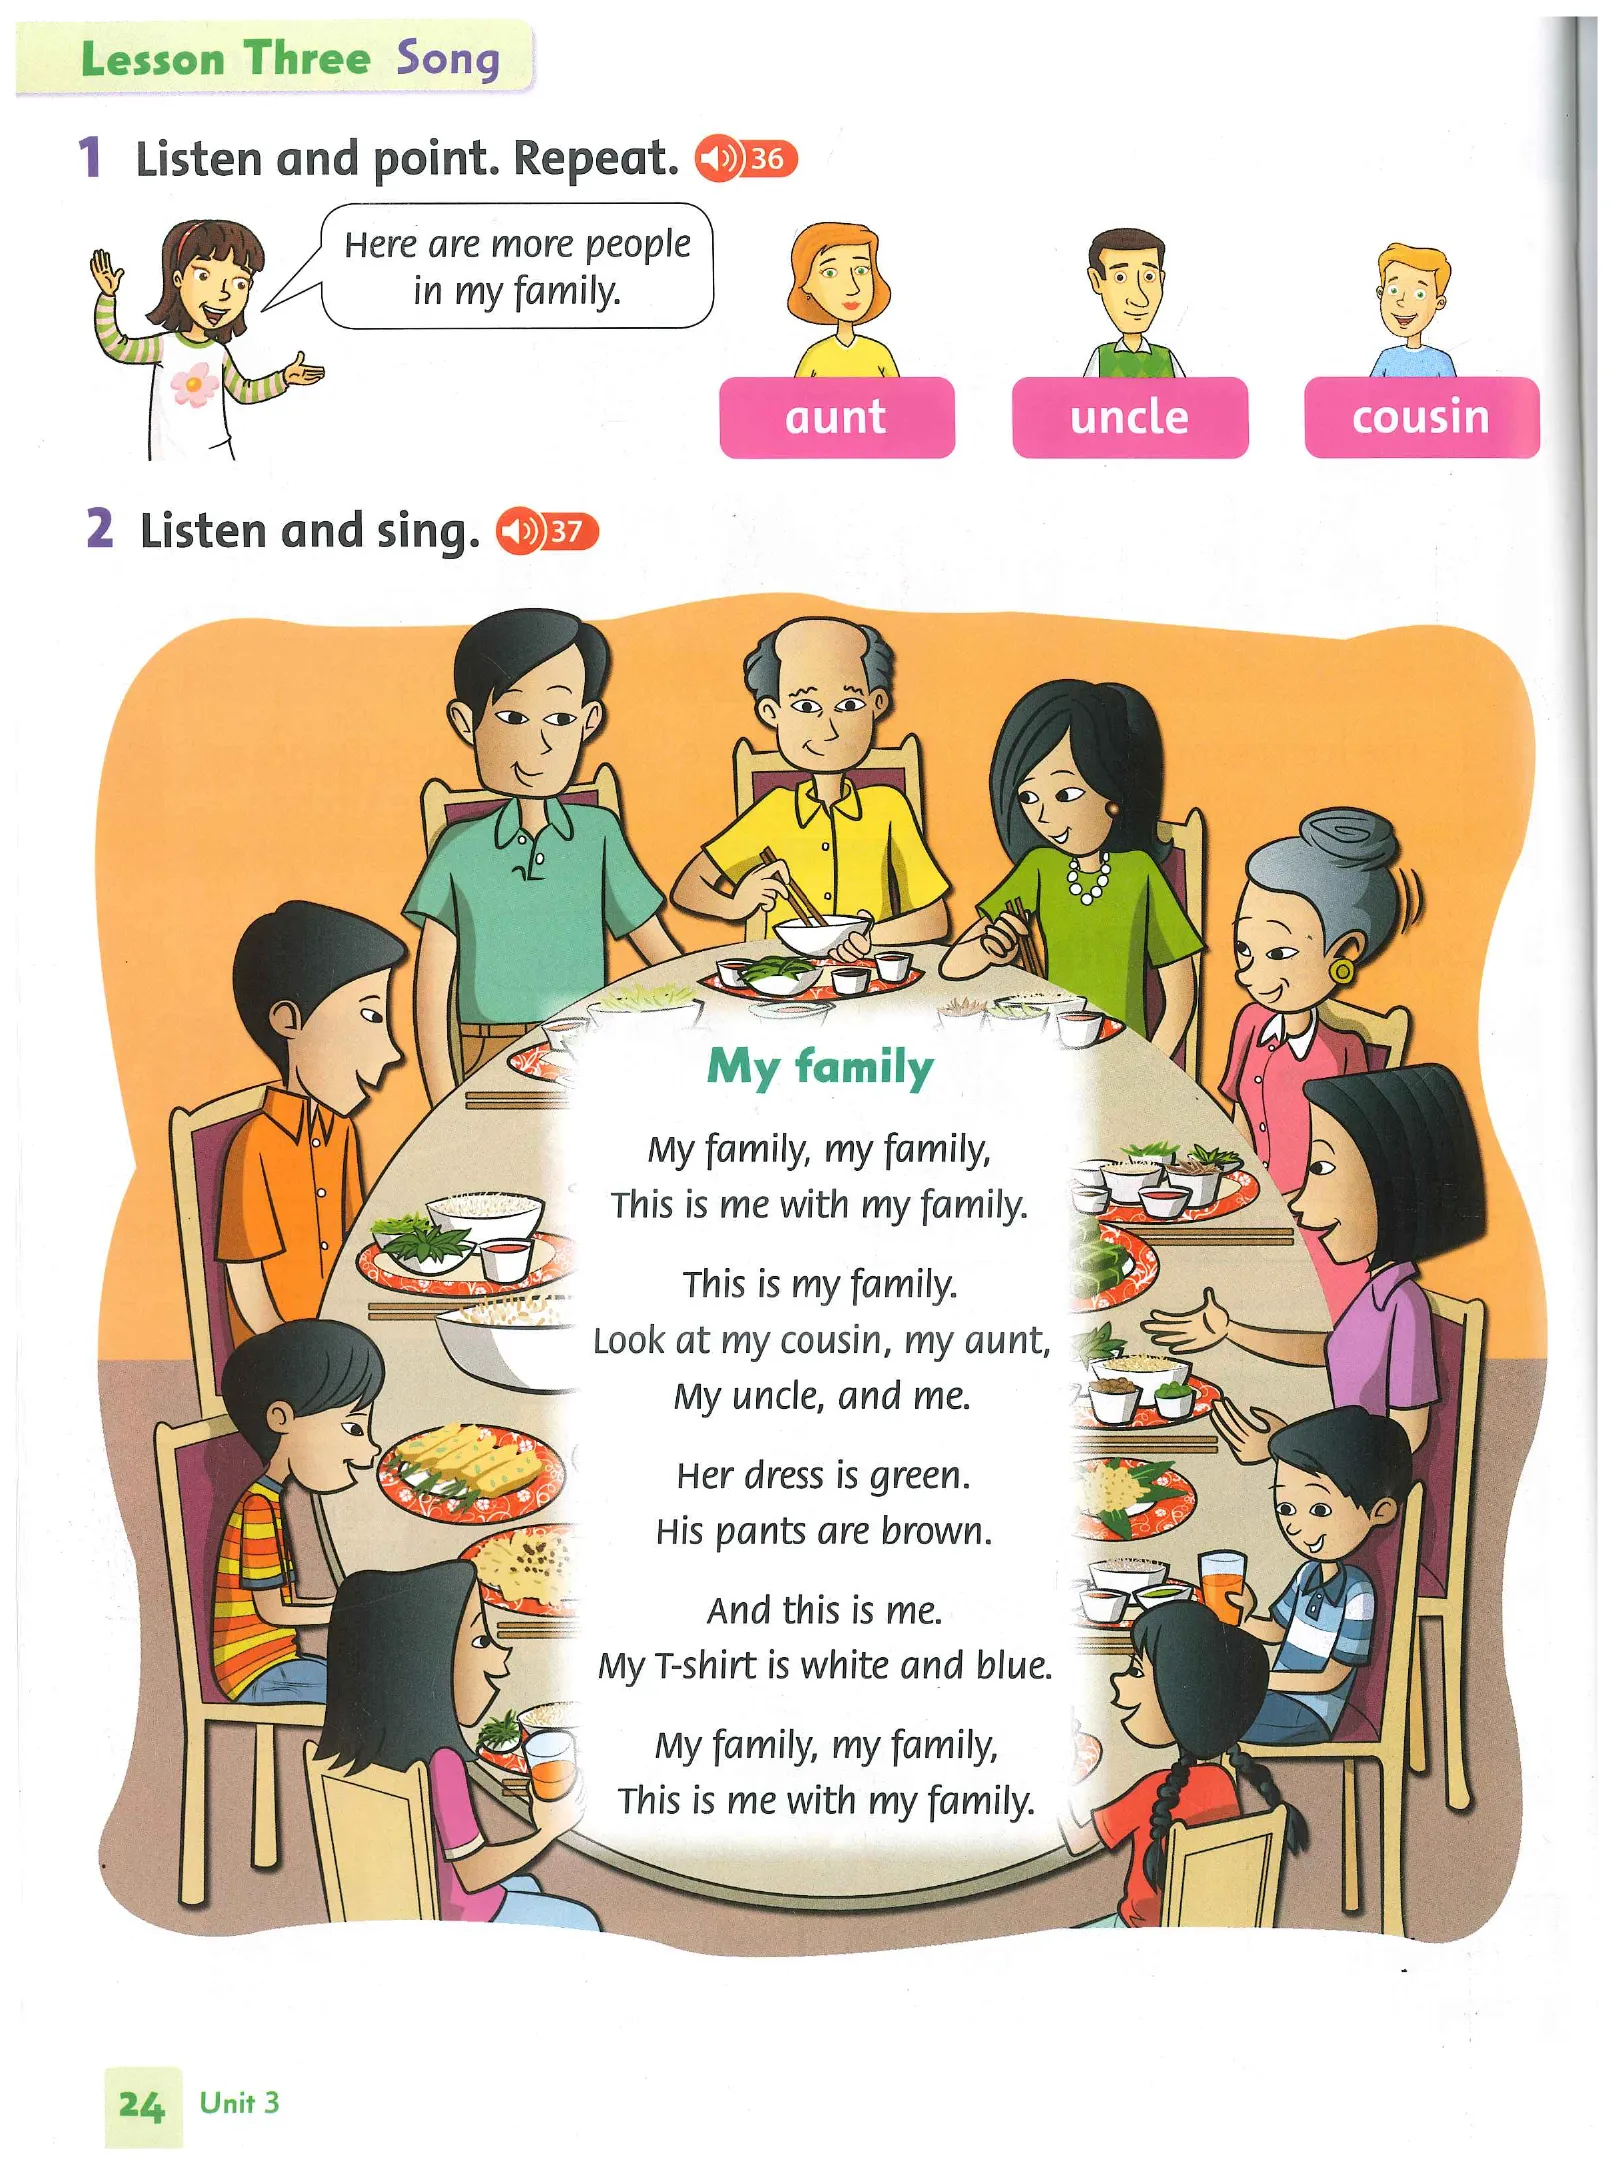 Lesson Three Song
1 Listen and point. Repeat. 36
Here are more people
in my family.
aunt
uncle
cousin
2 Listen and sing. 37
My family
My family, my family,
This is me with my family.
This is my family.
Look at my cousin, my aunt,
My uncle, and me.
Her dress is green.
His pants are brown.
And this is me.
My T-shirt is white and blue.
My family, my family,
This is me with my family.
24 Unit 3